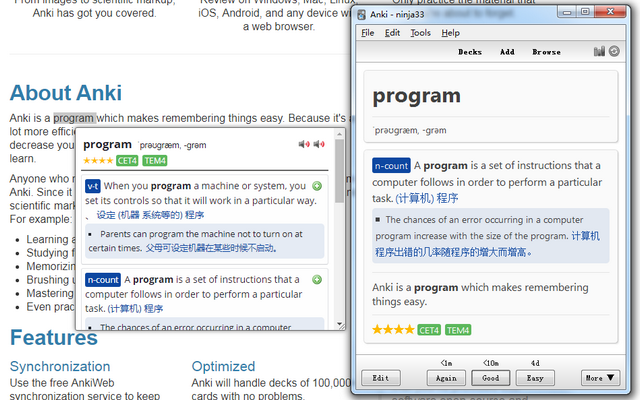 From images to scientific markup,
Anki has got you covered.
Review on Windows, Mac, Linux,
iOS, Android, and any device with
a web browser.
Only practice the material that
about to forget
About Anki
Anki is a program which makes remembering things easy. Because it's a
lot more effici
decrease you
learn.
Anyone who
Anki. Since it
scientific mark
For example:
Learning a
Studying f
Memorizin
Brushing u
Mastering
Even prac
Features
Synchronization
Use the free AnkiWeb
synchronization service to keep
Optimized
Anki will handle decks of 100,000
cards with no problems.
program ˈprəuɡræm, -ɡrəm
★★★★ CET4 TEM4
v-t When you program a machine or system, you
set its controls so that it will work in a particular way.
、 设定 (机器 系统等的) 程序
Parents can program the machine not to turn on at
certain times. 父母可设定机器在某些时候不启动。
n-count A program is a set of instructions that a
computer follows in order to perform a particular
task. (计算机) 程序
The chances of an error occurring in a computer
Anki - ninja33
File Edit Tools Help
Decks Add Browse
program
ˈprəuɡræm, -ɡrəm
n-count A program is a set of instructions that a
computer follows in order to perform a particular
task. (计算机) 程序
The chances of an error occurring in a computer
program increase with the size of the program. 计算机
程序出错的几率随程序的增大而增高。
Anki is a program which makes remembering
things easy.
★★★★ CET4 TEM4
<1m <10m 4d
Edit Again Good Easy More ▼